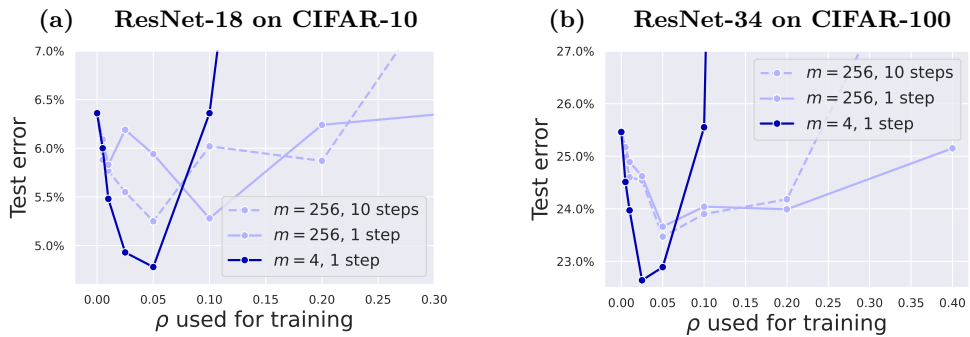 (a) ResNet-18 on CIFAR-10
7.0%
6.5%
6.0%
5.5%
5.0%
Test error
m = 256, 10 steps
m = 256, 1 step
m = 4, 1 step
0.00 0.05 0.10 0.15 0.20 0.25 0.30
ρ used for training
(b) ResNet-34 on CIFAR-100
27.0%
26.0%
25.0%
24.0%
23.0%
Test error
m = 256, 10 steps
m = 256, 1 step
m = 4, 1 step
0.00 0.05 0.10 0.15 0.20 0.25 0.30 0.35 0.40
ρ used for training